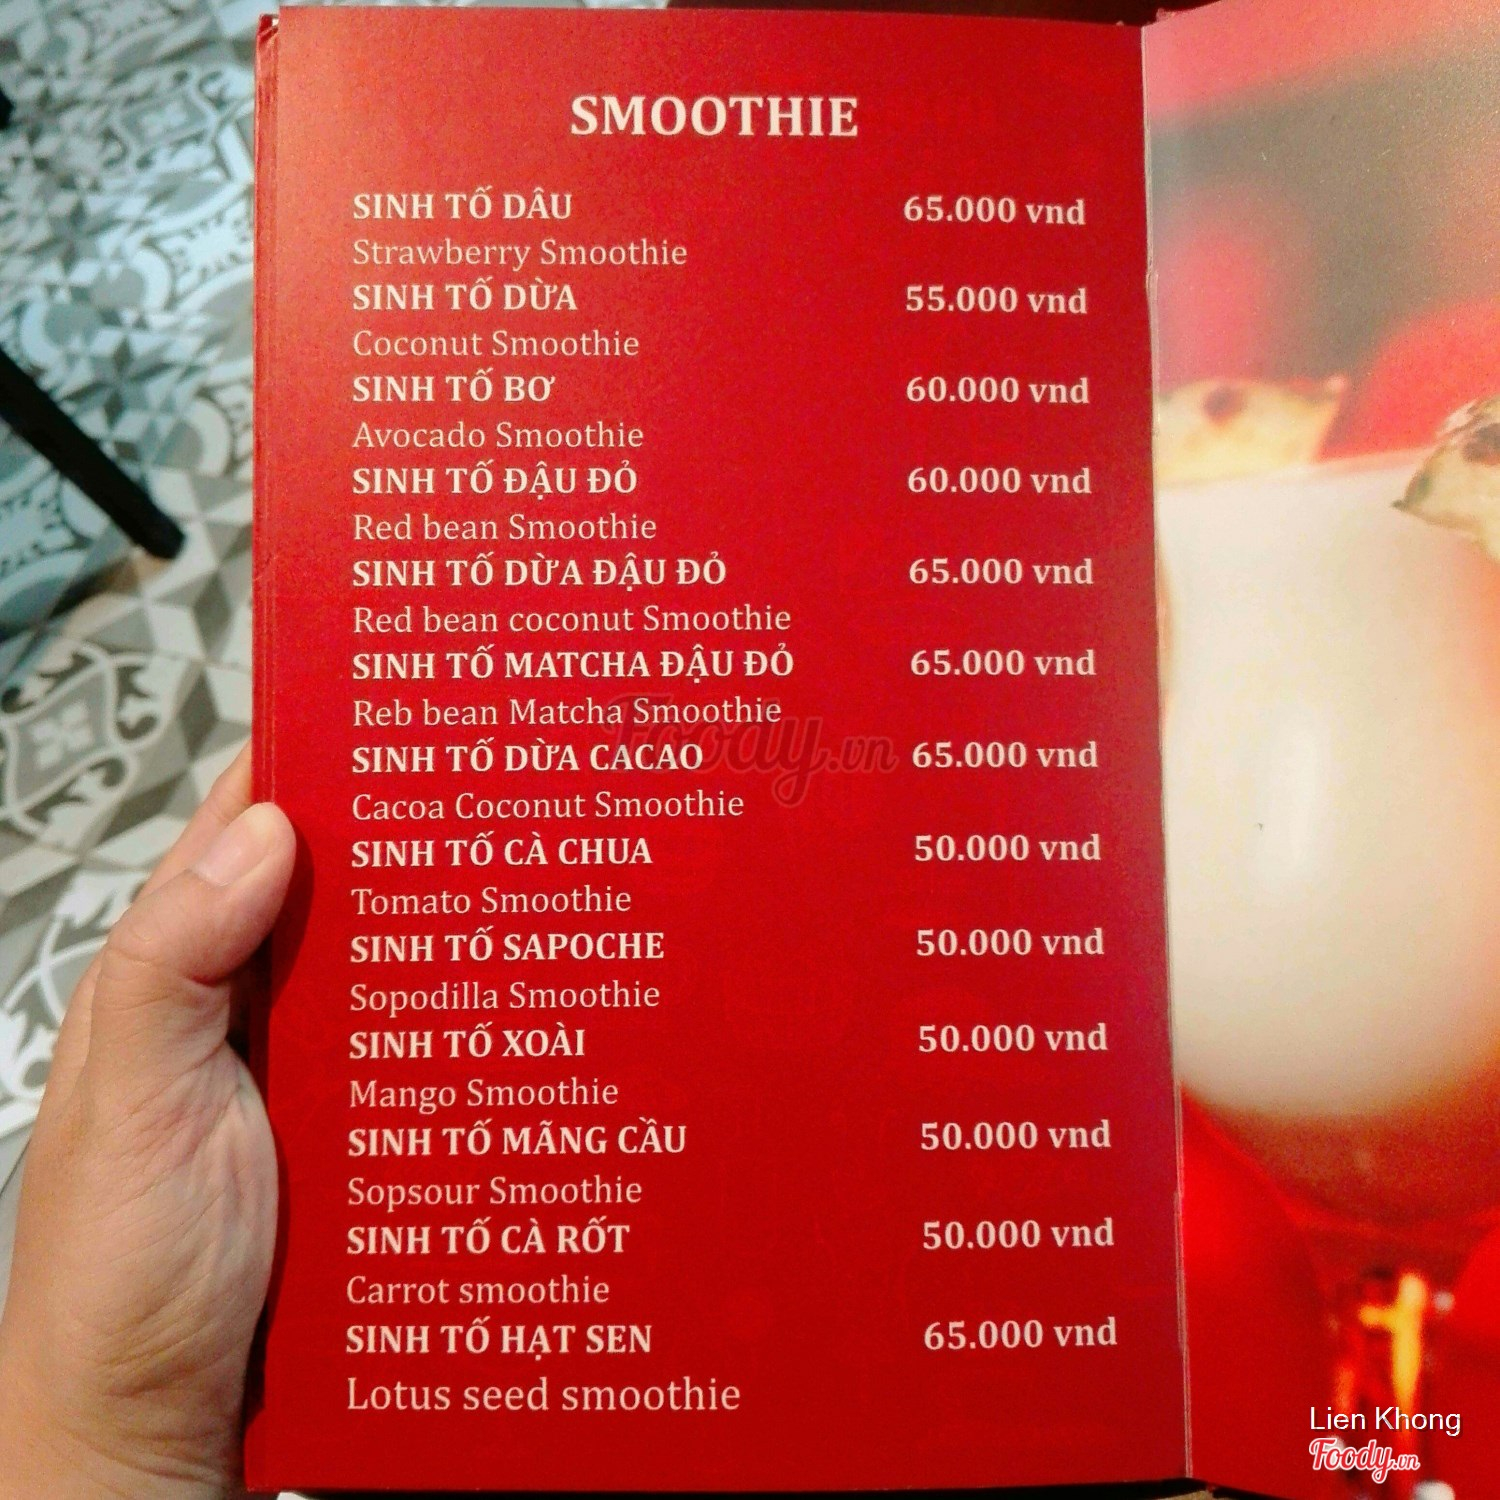 SMOOTHIE
SINH TỐ DÂU 65.000 vnd
Strawberry Smoothie
SINH TỐ DỪA 55.000 vnd
Coconut Smoothie
SINH TỐ BƠ 60.000 vnd
Avocado Smoothie
SINH TỐ ĐẬU ĐỎ 60.000 vnd
Red bean Smoothie
SINH TỐ DỪA ĐẬU ĐỎ 65.000 vnd
Red bean coconut Smoothie
SINH TỐ MATCHA ĐẬU ĐỎ 65.000 vnd
Reb bean Matcha Smoothie
Foody.vn
SINH TỐ DỪA CACAO 65.000 vnd
Cacoa Coconut Smoothie
SINH TỐ CÀ CHUA 50.000 vnd
Tomato Smoothie
SINH TỐ SAPOCHE 50.000 vnd
Sopodilla Smoothie
SINH TỐ XOÀI 50.000 vnd
Mango Smoothie
SINH TỐ MÃNG CẦU 50.000 vnd
Sopsour Smoothie
SINH TỐ CÀ RỐT 50.000 vnd
Carrot smoothie
SINH TỐ HẠT SEN 65.000 vnd
Lotus seed smoothie
Lien Khong
Foody.vn